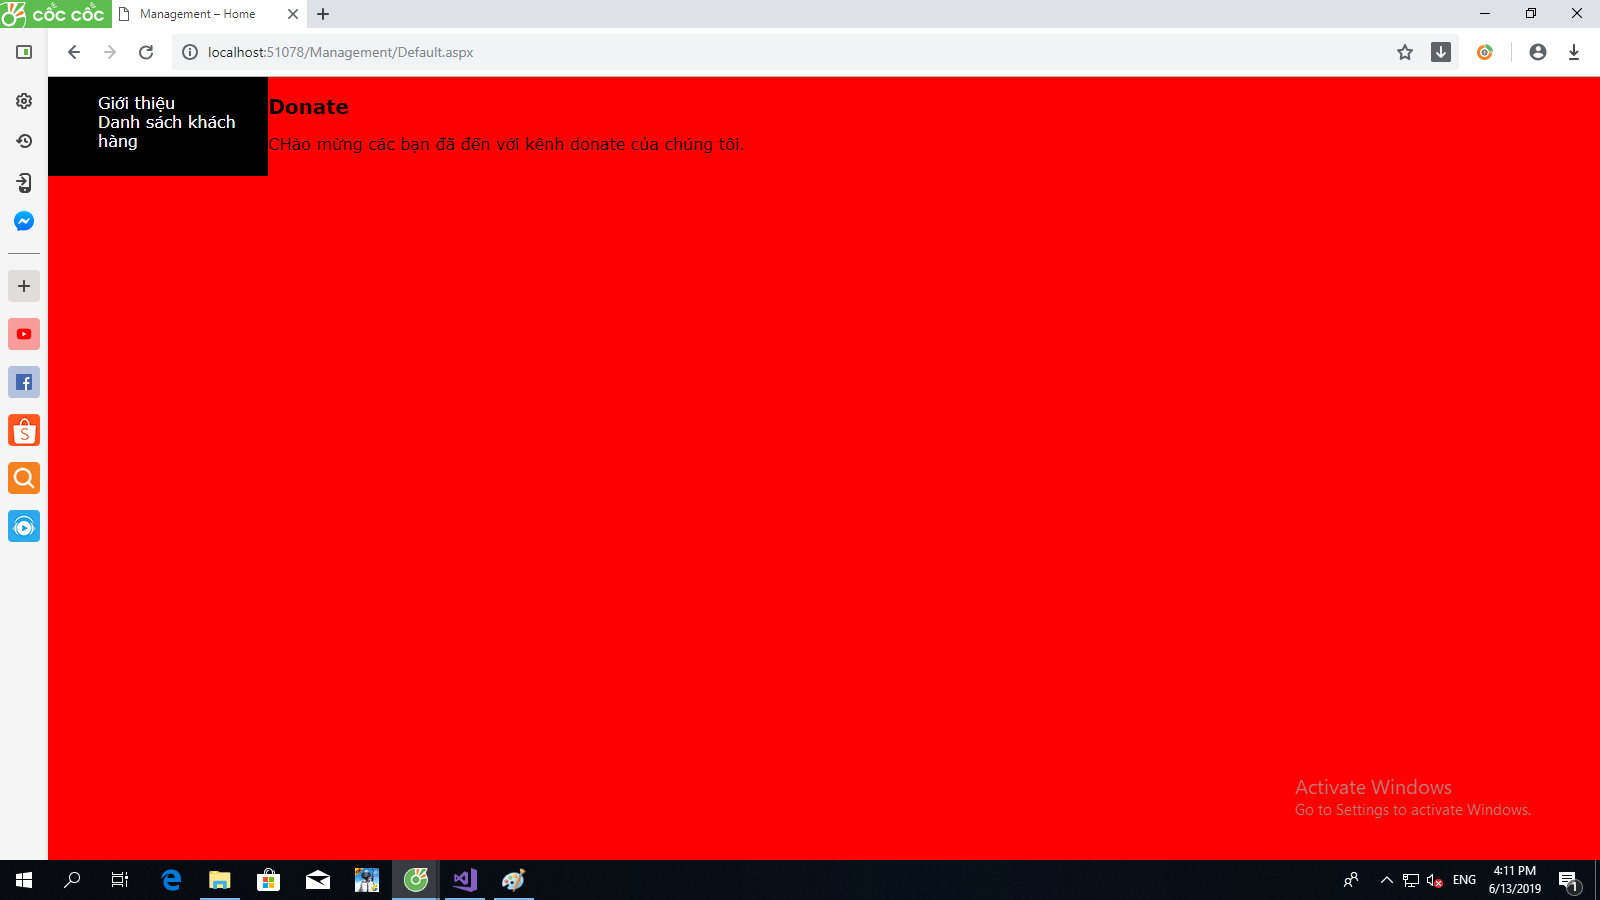 cốc cốc
Management – Home
localhost:51078/Management/Default.aspx
Giới thiệu
Danh sách khách
hàng
Donate
CHào mừng các bạn đã đến với kênh donate của chúng tôi.
Activate Windows
Go to Settings to activate Windows.
ENG
4:11 PM
6/13/2019
1